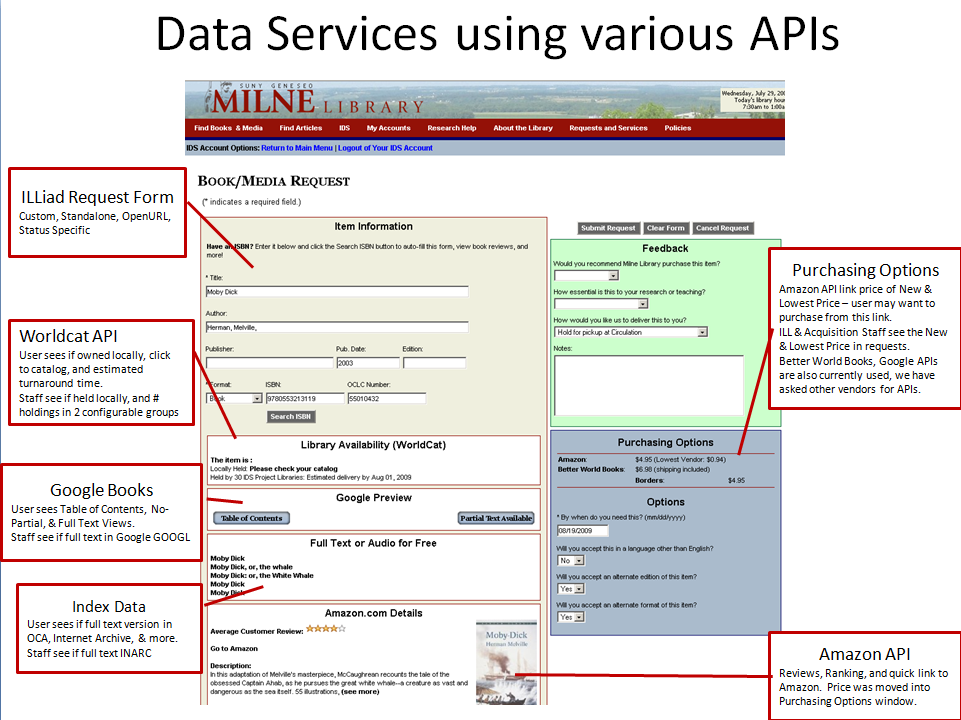 Data Services using various APIs
SUNY GENESEO
MILNE LIBRARY
Wednesday, July 29, 200
Today's library hou
7:30am to 1:00a
Find Books & Media Find Articles IDS My Accounts Research Help About the Library Requests and Services Policies
IDS Account Options: Return to Main Menu | Logout of Your IDS Account
BOOK/MEDIA REQUEST
(* indicates a required field.)
ILLiad Request Form
Custom, Standalone, OpenURL,
Status Specific
Worldcat API
User sees if owned locally, click
to catalog, and estimated
turnaround time.
Staff see if held locally, and #
holdings in 2 configurable groups
Google Books
User sees Table of Contents, No-
Partial, & Full Text Views.
Staff see if full text in Google GOOGL
Index Data
User sees if full text version in
OCA, Internet Archive, & more.
Staff see if full text INARC
Item Information
Have an ISBN? Enter it below and click the Search ISBN button to auto-fill this form, view book reviews, and
more!
* Title:
Moby Dick
Author:
Herman, Melville,
Publisher: Pub. Date: Edition:
2003
*Format: ISBN: OCLC Number:
Book 9780553213119 55010432
Search ISBN
Library Availability (WorldCat)
The item is :
Locally Held: Please check your catalog
Held by 30 IDS Project Libraries: Estimated delivery by Aug 01, 2009
Google Preview
Table of Contents Partial Text Available
Full Text or Audio for Free
Moby Dick
Moby Dick, or, the whale
Moby Dick: or, the White Whale
Moby Dick
Moby Dick
Amazon.com Details
Average Customer Review:
Go to Amazon
Description:
In this adaptation of Melville's masterpiece, McCaughrean recounts the tale of the
obsessed Captain Ahab, as he pursues the great white whale--a creature as vast and
dangerous as the sea itself. 55 illustrations, (see more)
Moby-Dick
Herman Melville
Submit Request Clear Form Cancel Request
Feedback
Would you recommend Milne Library purchase this item?
How essential is this to your research or teaching?
How would you like us to deliver this to you?
Hold for pickup at Circulation
Notes:
Purchasing Options
Amazon: $4.95 (Lowest Vendor: $0.94)
Better World Books: $6.98 (shipping included)
Borders: $4.95
Options
* By when do you need this? (mm/dd/yyyy)
08/19/2009
Will you accept this in a language other than English?
No
Will you accept an alternate edition of this item?
Yes
Will you accept an alternate format of this item?
Yes
Purchasing Options
Amazon API link price of New &
Lowest Price – user may want to
purchase from this link.
ILL & Acquisition Staff see the New
& Lowest Price in requests.
Better World Books, Google APIs
are also currently used, we have
asked other vendors for APIs.
Amazon API
Reviews, Ranking, and quick link to
Amazon. Price was moved into
Purchasing Options window.